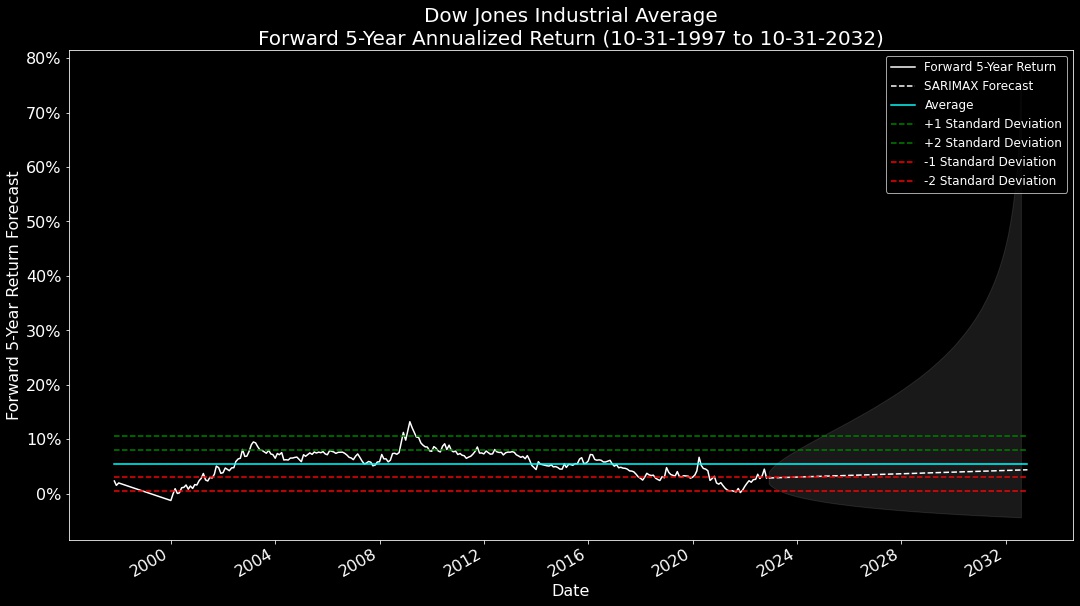 Dow Jones Industrial Average
Forward 5-Year Annualized Return (10-31-1997 to 10-31-2032)
Forward 5-Year Return
SARIMAX Forecast
Average
+1 Standard Deviation
+2 Standard Deviation
-1 Standard Deviation
-2 Standard Deviation
Forward 5-Year Return Forecast
80%
70%
60%
50%
40%
30%
20%
10%
0%
2000
2004
2008
2012
2016
2020
2024
2028
2032
Date